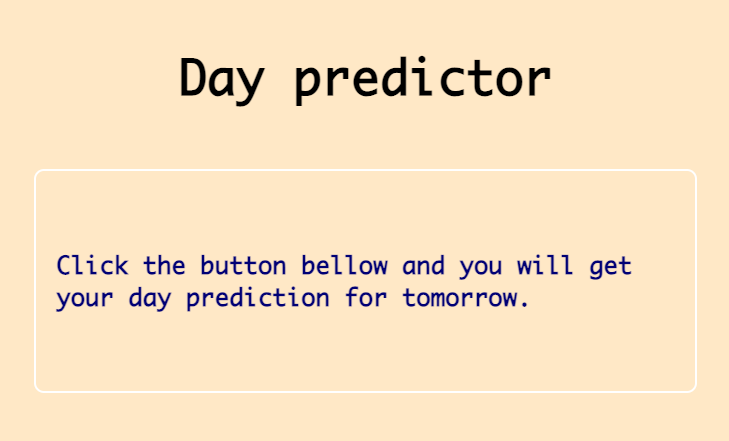 Day predictor
Click the button bellow and you will get
your day prediction for tomorrow.